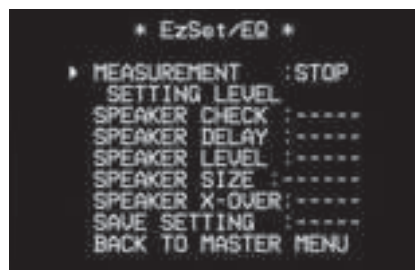 * EzSet/EQ *
MEASUREMENT :STOP
SETTING LEVEL
SPEAKER CHECK :-----
SPEAKER DELAY :-----
SPEAKER LEVEL :-----
SPEAKER SIZE :------
SPEAKER X-OVER:-----
SAVE SETTING :-----
BACK TO MASTER MENU